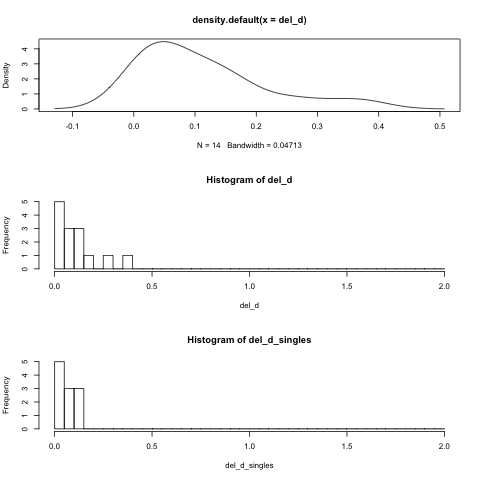 density.default(x = del_d)
Density
0 1 2 3 4
-0.1 0.0 0.1 0.2 0.3 0.4 0.5
N = 14 Bandwidth = 0.04713
Histogram of del_d
Frequency
0 1 2 3 4 5
0.0 0.5 1.0 1.5 2.0
del_d
Histogram of del_d_singles
Frequency
0 1 2 3 4 5
0.0 0.5 1.0 1.5 2.0
del_d_singles